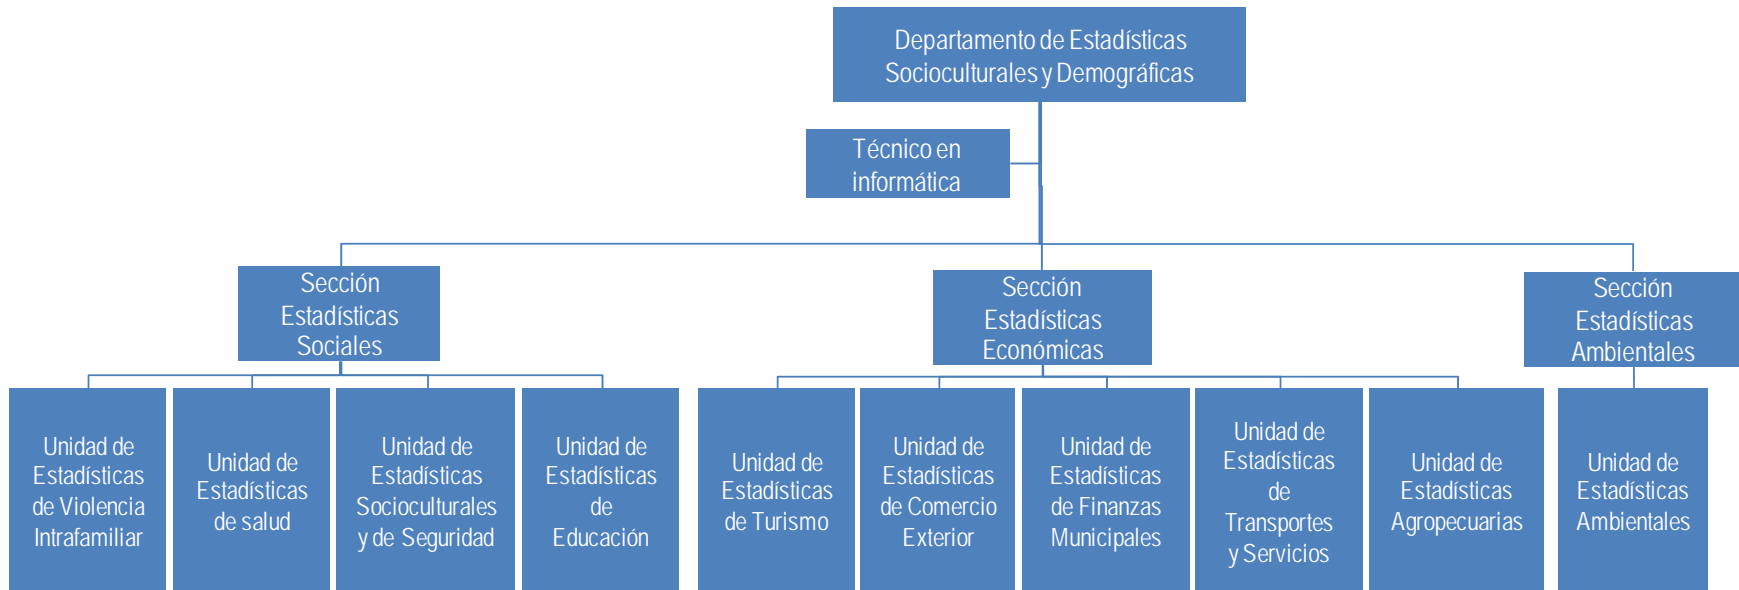 Departamento de Estadísticas
Socioculturales y Demográficas
Técnico en
informática
Sección
Estadísticas
Sociales
Sección
Estadísticas
Económicas
Sección
Estadísticas
Ambientales
Unidad de
Estadísticas
de Violencia
Intrafamiliar
Unidad de
Estadísticas
de salud
Unidad de
Estadísticas
Socioculturales
y de Seguridad
Unidad de
Estadísticas
de
Educación
Unidad de
Estadísticas
de Turismo
Unidad de
Estadísticas
de Comercio
Exterior
Unidad de
Estadísticas
de Finanzas
Municipales
Unidad de
Estadísticas
de
Transportes
y Servicios
Unidad de
Estadísticas
Agropecuarias
Unidad de
Estadísticas
Ambientales